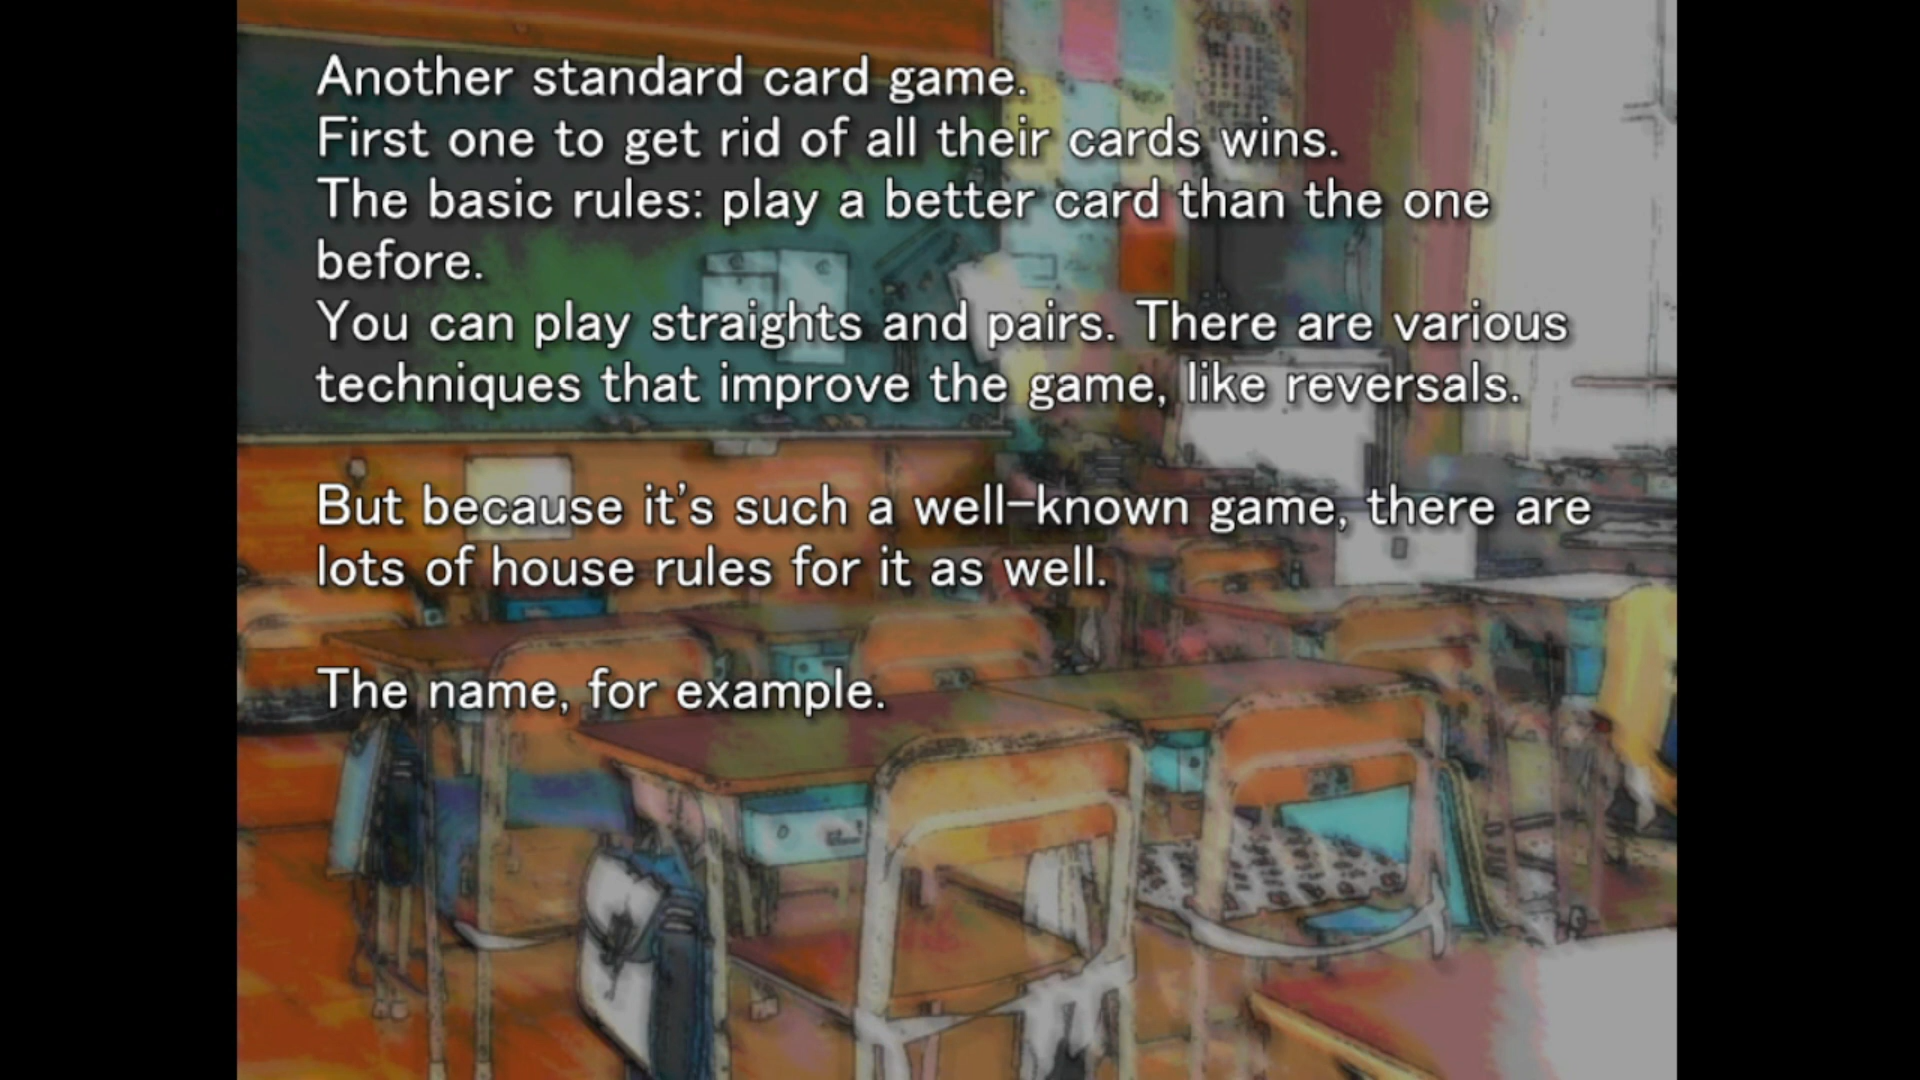 Another standard card game.
First one to get rid of all their cards wins.
The basic rules: play a better card than the one
before.
You can play straights and pairs. There are various
techniques that improve the game, like reversals.
But because it's such a well-known game, there are
lots of house rules for it as well.
The name, for example.